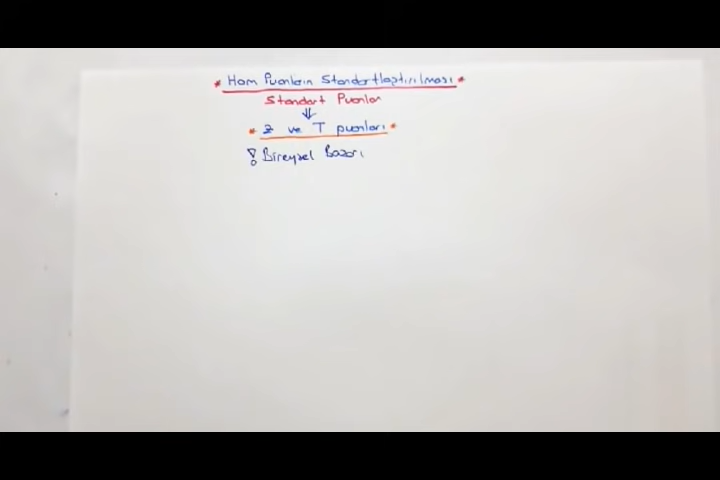 * Ham Puanların Standartlaştırılması *
Standart Puanlar
⇓
* Z ve T puanları *
! Bireysel Başarı